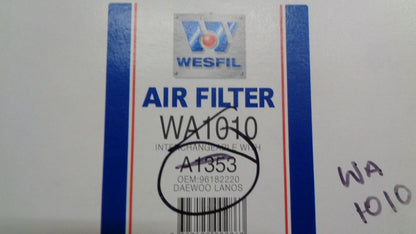 WESFIL
AIR FILTER
WA1010
INTERCHANGEABLE WITH
A1353
OEM:96182220
DAEWOO LANOS
WA
1010